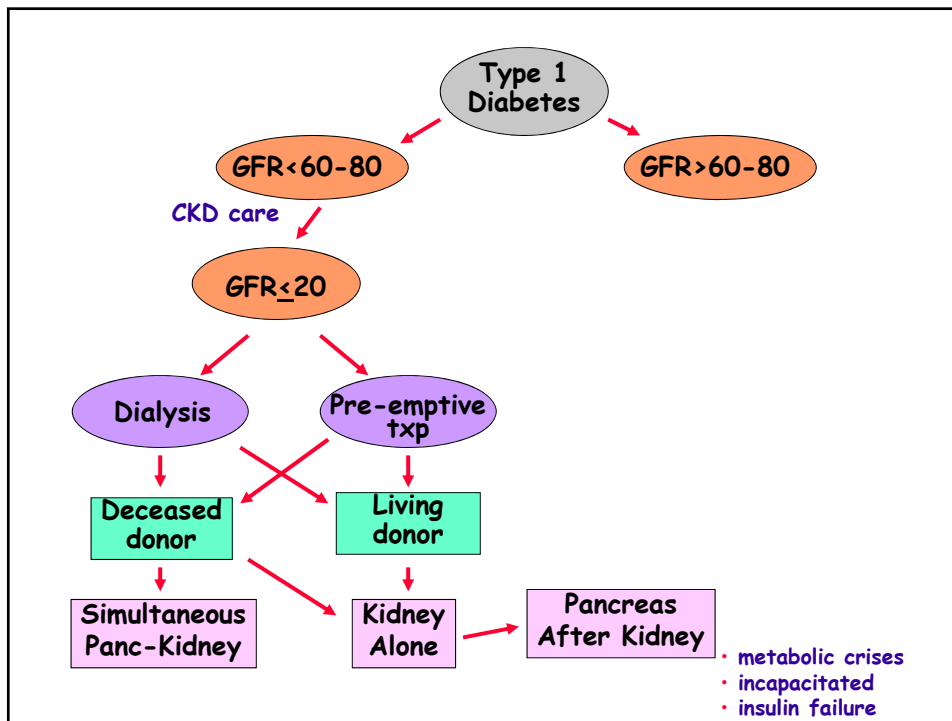 Type 1
Diabetes
GFR<60-80
GFR>60-80
CKD care
GFR≤20
Dialysis
Pre-emptive
txp
Deceased
donor
Living
donor
Simultaneous
Panc-Kidney
Kidney
Alone
Pancreas
After Kidney
• metabolic crises
• incapacitated
• insulin failure